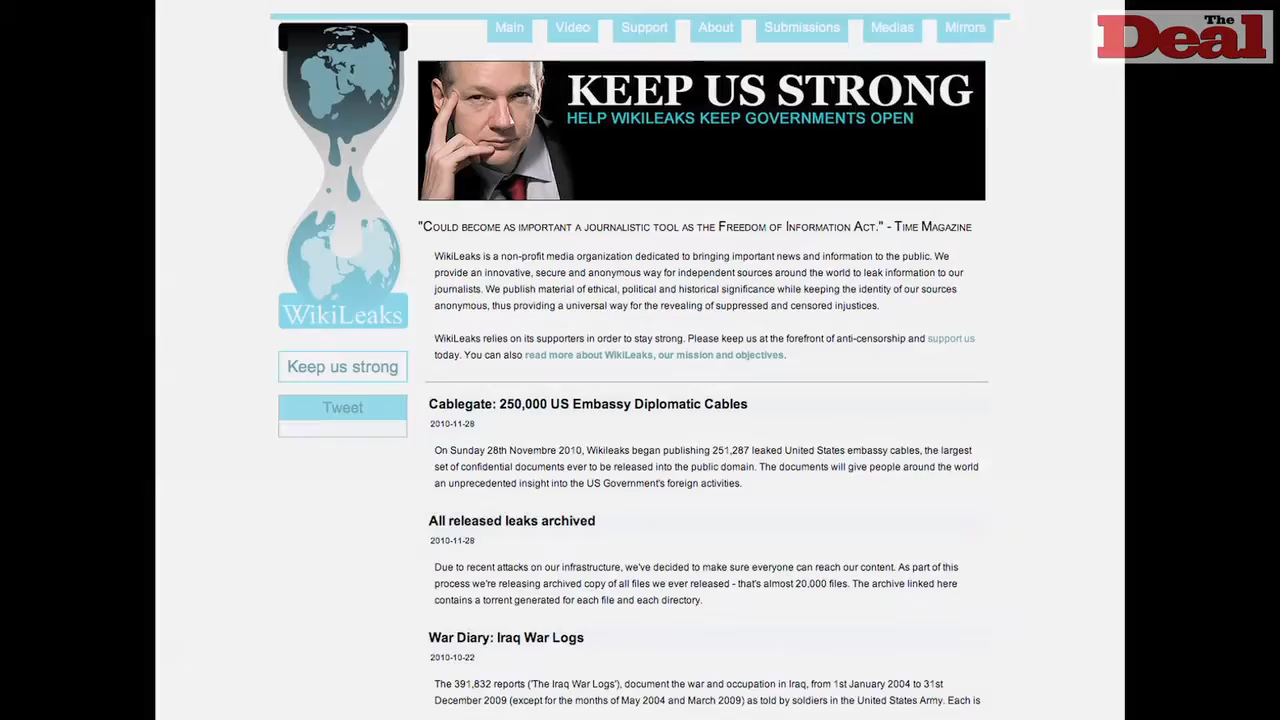 The
Deal
Main Video Support About Submissions Medias Mirrors
KEEP US STRONG
HELP WIKILEAKS KEEP GOVERNMENTS OPEN
WikiLeaks
Keep us strong
Tweet
"Could become as important a journalistic tool as the Freedom of Information Act." - Time Magazine
WikiLeaks is a non-profit media organization dedicated to bringing important news and information to the public. We
provide an innovative, secure and anonymous way for independent sources around the world to leak information to our
journalists. We publish material of ethical, political and historical significance while keeping the identity of our sources
anonymous, thus providing a universal way for the revealing of suppressed and censored injustices.
WikiLeaks relies on its supporters in order to stay strong. Please keep us at the forefront of anti-censorship and support us
today. You can also read more about WikiLeaks, our mission and objectives.
Cablegate: 250,000 US Embassy Diplomatic Cables
2010-11-28
On Sunday 28th Novembre 2010, Wikileaks began publishing 251,287 leaked United States embassy cables, the largest
set of confidential documents ever to be released into the public domain. The documents will give people around the world
an unprecedented insight into the US Government's foreign activities.
All released leaks archived
2010-11-28
Due to recent attacks on our infrastructure, we've decided to make sure everyone can reach our content. As part of this
process we're releasing archived copy of all files we ever released - that's almost 20,000 files. The archive linked here
contains a torrent generated for each file and each directory.
War Diary: Iraq War Logs
2010-10-22
The 391,832 reports ('The Iraq War Logs'), document the war and occupation in Iraq, from 1st January 2004 to 31st
December 2009 (except for the months of May 2004 and March 2009) as told by soldiers in the United States Army. Each is